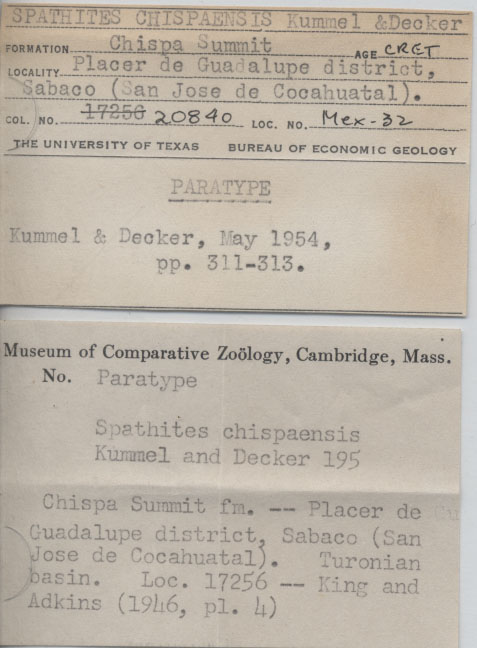 SPATHITES CHISPAENSIS Kummel &Decker
FORMATION Chispa Summit AGE CRET
LOCALITY Placer de Guadalupe district,
Sabaco (San Jose de Cocahuatal).
COL. NO. 17256 20840 LOC. NO. Mex-32
THE UNIVERSITY OF TEXAS BUREAU OF ECONOMIC GEOLOGY
PARATYPE
Kummel & Decker, May 1954,
pp. 311-313.
Museum of Comparative Zoölogy, Cambridge, Mass.
No. Paratype
Spathites chispaensis
Kummel and Decker 195
Chispa Summit fm. -- Placer de Gu
Guadalupe district, Sabaco (San
Jose de Cocahuatal). Turonian
basin. Loc. 17256 -- King and
Adkins (1946, pl. 4)